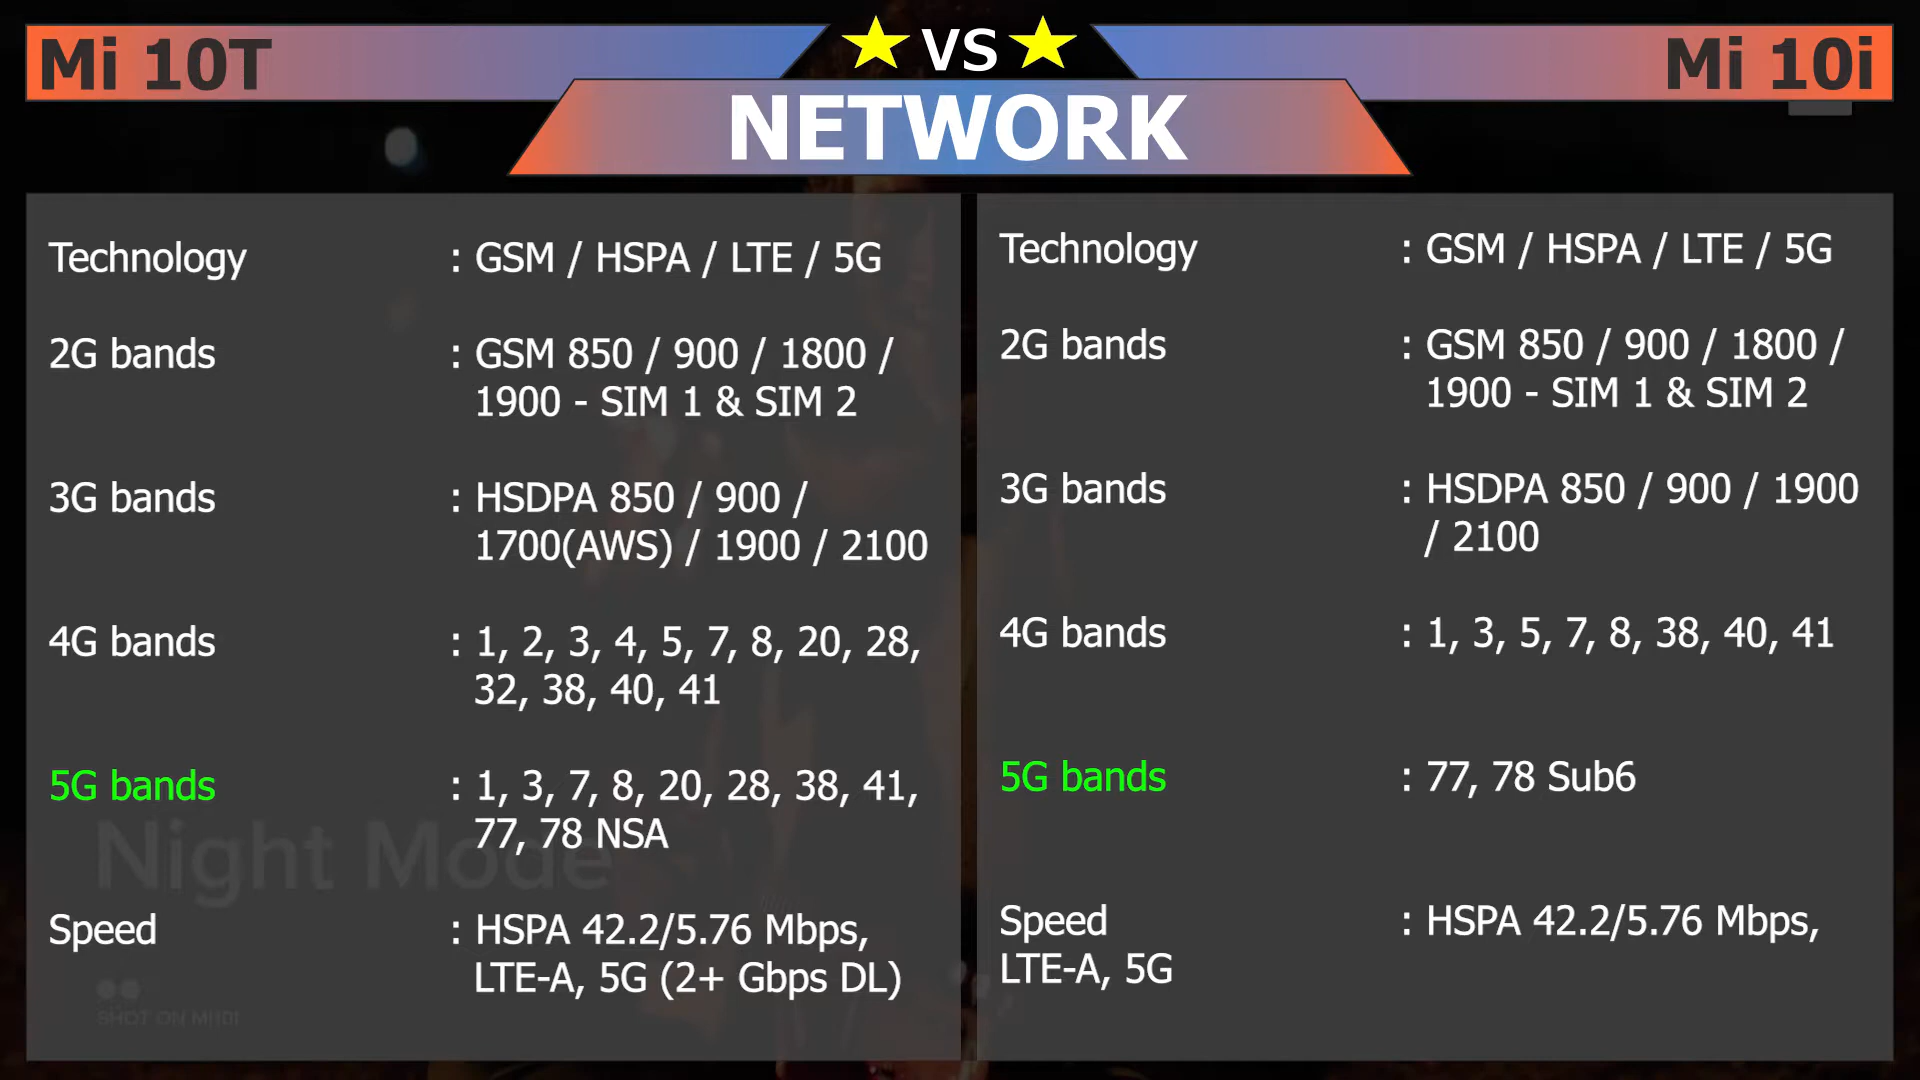 Mi 10T
VS
Mi 10i
NETWORK
Technology : GSM / HSPA / LTE / 5G
2G bands : GSM 850 / 900 / 1800 /
1900 - SIM 1 & SIM 2
3G bands : HSDPA 850 / 900 /
1700(AWS) / 1900 / 2100
4G bands : 1, 2, 3, 4, 5, 7, 8, 20, 28,
32, 38, 40, 41
5G bands : 1, 3, 7, 8, 20, 28, 38, 41,
77, 78 NSA
Night Mode
Speed : HSPA 42.2/5.76 Mbps,
LTE-A, 5G (2+ Gbps DL)
Technology : GSM / HSPA / LTE / 5G
2G bands : GSM 850 / 900 / 1800 /
1900 - SIM 1 & SIM 2
3G bands : HSDPA 850 / 900 / 1900
/ 2100
4G bands : 1, 3, 5, 7, 8, 38, 40, 41
5G bands : 77, 78 Sub6
Speed : HSPA 42.2/5.76 Mbps,
LTE-A, 5G